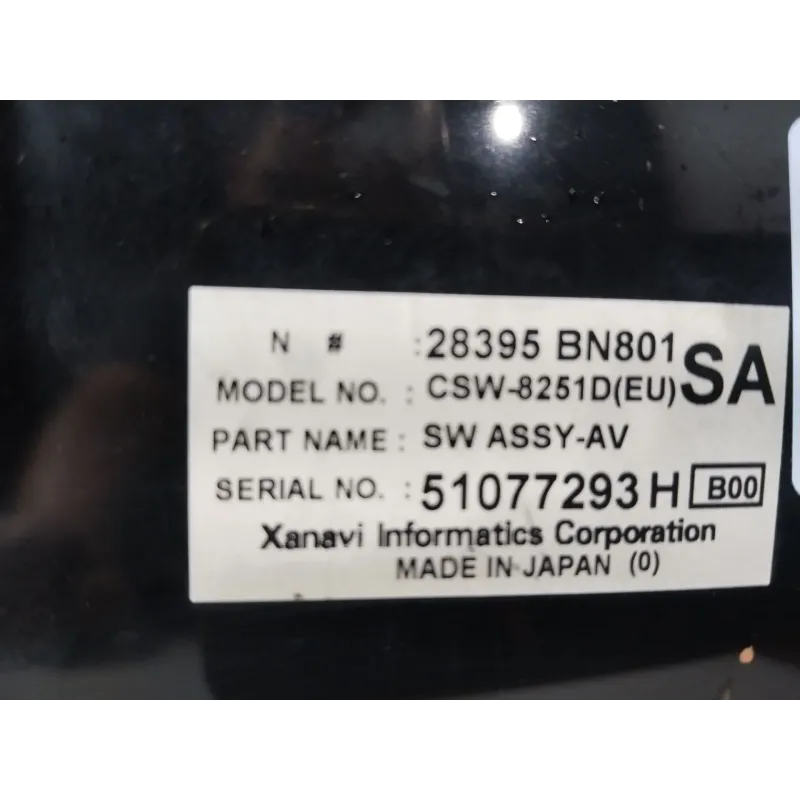 N # : 28395 BN801 SA
MODEL NO. : CSW-8251D(EU)
PART NAME : SW ASSY-AV
SERIAL NO. : 51077293 H B00
Xanavi Informatics Corporation
MADE IN JAPAN (0)